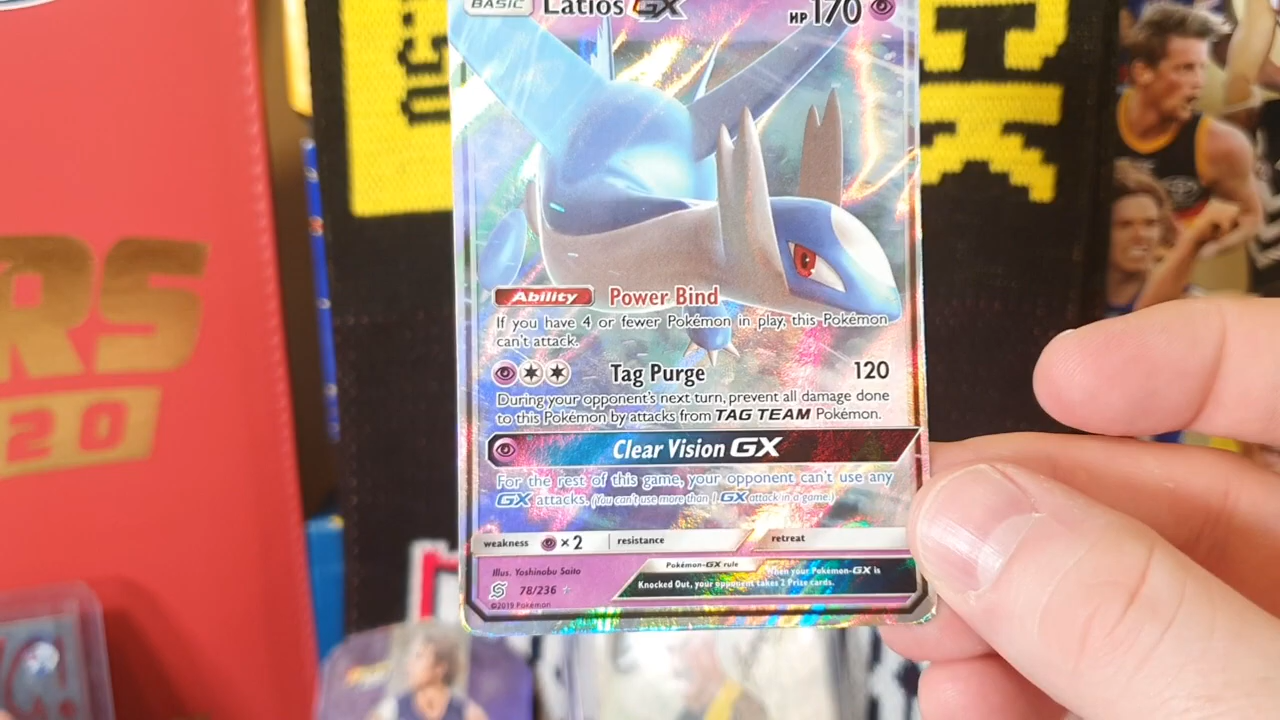 BASIC Latios GX HP 170
Ability Power Bind
If you have 4 or fewer Pokémon in play, this Pokémon
can't attack.
Tag Purge 120
During your opponent's next turn, prevent all damage done
to this Pokémon by attacks from TAG TEAM Pokémon.
Clear Vision GX
For the rest of this game, your opponent can't use any
GX attacks. (You can't use more than 1 GX attack in a game.)
weakness ×2 resistance retreat
Pokémon-GX rule When your Pokémon-GX is
Knocked Out, your opponent takes 2 Prize cards.
Illus. Yoshinobu Saito
78/236
©2019 Pokémon
RS
20
CK